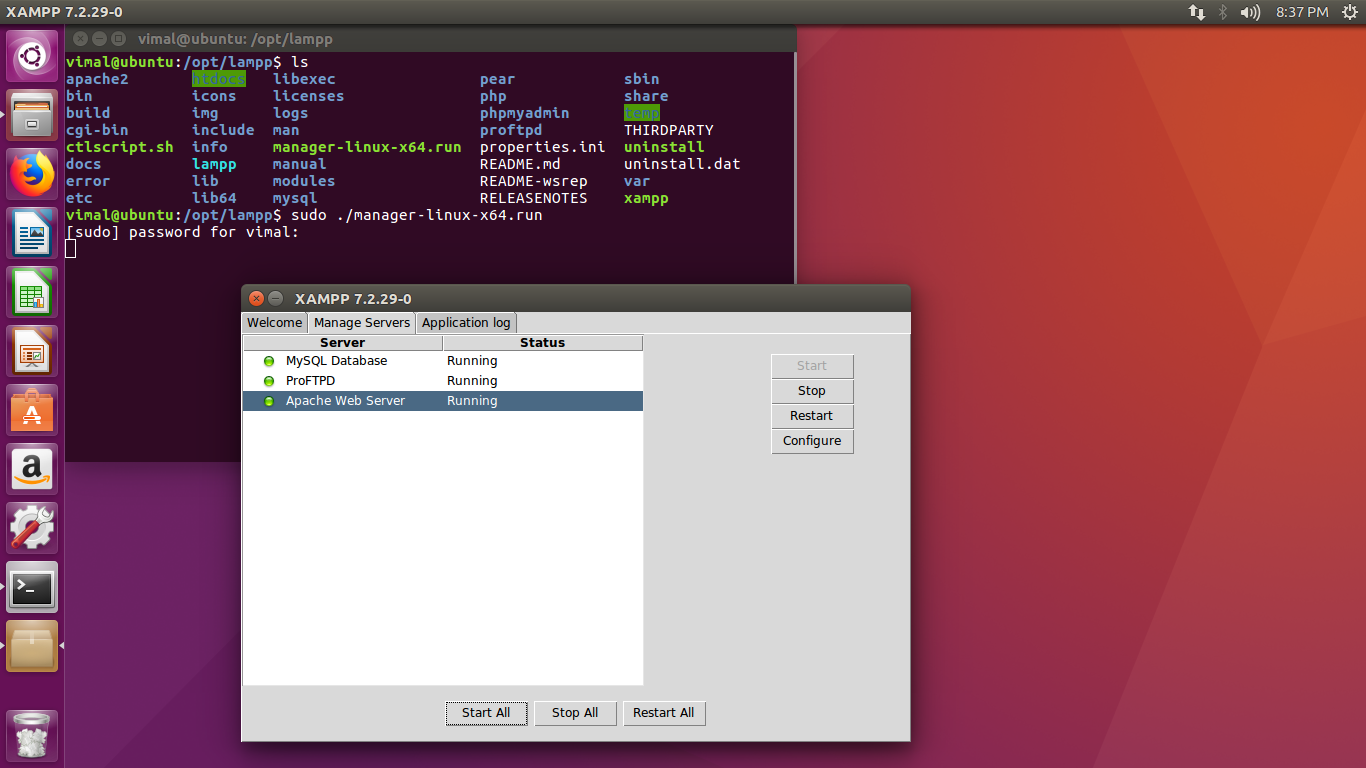 XAMPP 7.2.29-0 8:37 PM
vimal@ubuntu: /opt/lampp
vimal@ubuntu:/opt/lampp$ ls
apache2 htdocs libexec pear sbin
bin icons licenses php share
build img logs phpmyadmin temp
cgi-bin include man proftpd THIRDPARTY
ctlscript.sh info manager-linux-x64.run properties.ini uninstall
docs lampp manual README.md uninstall.dat
error lib modules README-wsrep var
etc lib64 mysql RELEASENOTES xampp
vimal@ubuntu:/opt/lampp$ sudo ./manager-linux-x64.run
[sudo] password for vimal:
XAMPP 7.2.29-0
Welcome Manage Servers Application log
Server Status
MySQL Database Running
ProFTPD Running
Apache Web Server Running
Start
Stop
Restart
Configure
Start All Stop All Restart All